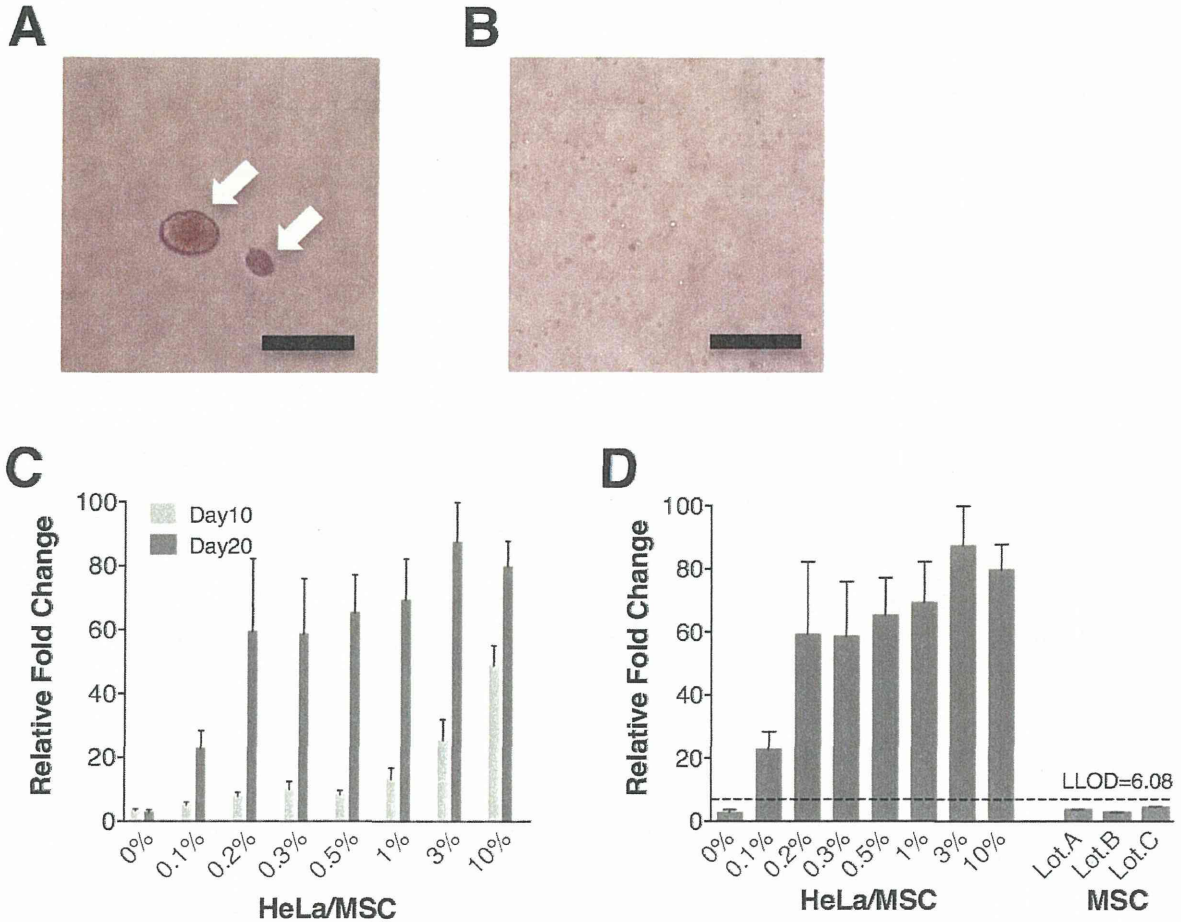 A
B
C
100
80
60
40
20
0
Relative Fold Change
Day10
Day20
0%
0.1%
0.2%
0.3%
0.5%
1%
3%
10%
HeLa/MSC
D
100
80
60
40
20
0
Relative Fold Change
LLOD=6.08
0%
0.1%
0.2%
0.3%
0.5%
1%
3%
10%
Lot.A
Lot.B
Lot.C
HeLa/MSC
MSC